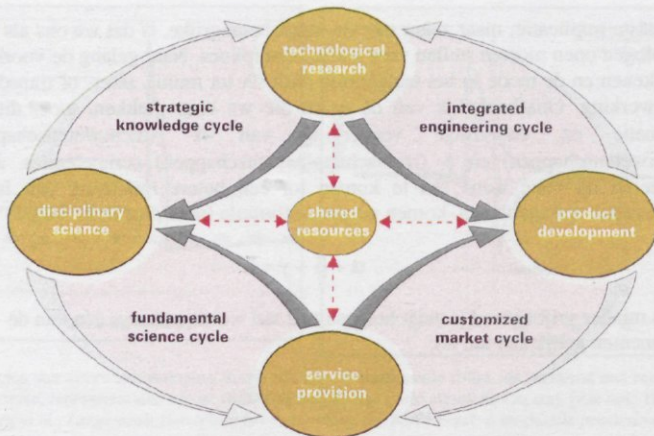 technological
research
strategic
knowledge cycle
integrated
engineering cycle
disciplinary
science
shared
resources
product
development
fundamental
science cycle
customized
market cycle
service
provision